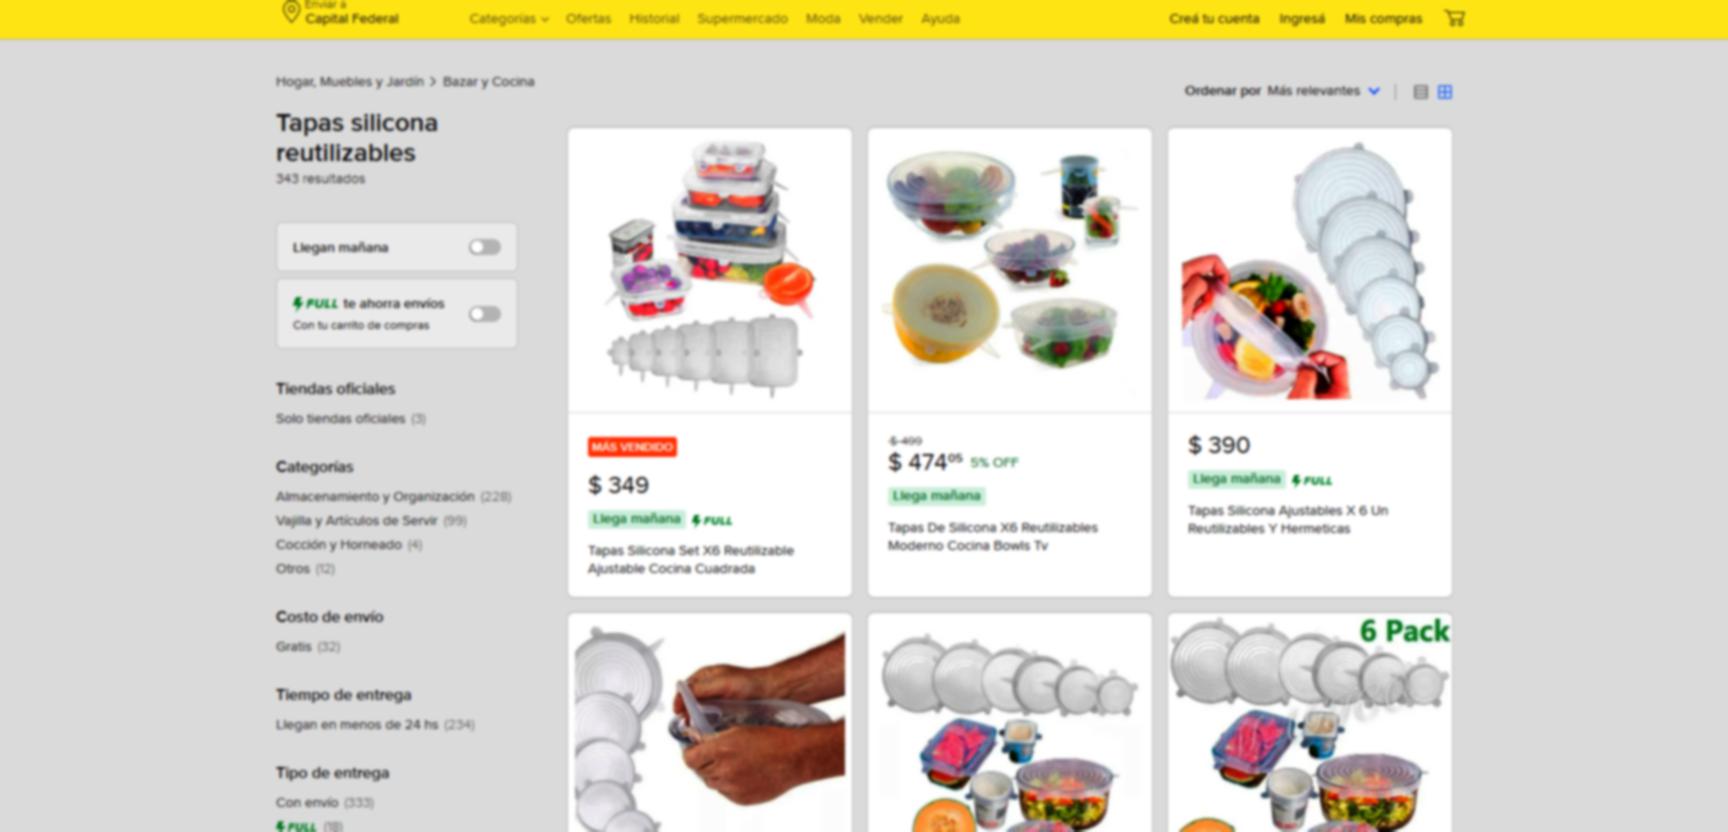 Enviar a
Capital Federal
Categorías
Ofertas
Historial
Supermercado
Moda
Vender
Ayuda
Creá tu cuenta
Ingresá
Mis compras
Hogar, Muebles y Jardín > Bazar y Cocina
Ordenar por Más relevantes
Tapas silicona
reutilizables
343 resultados
Llegan mañana
FULL te ahorra envíos
Con tu carrito de compras
Tiendas oficiales
Solo tiendas oficiales (3)
Categorías
Almacenamiento y Organización (228)
Vajilla y Artículos de Servir (99)
Cocción y Horneado (4)
Otros (12)
Costo de envío
Gratis (32)
Tiempo de entrega
Llegan en menos de 24 hs (234)
Tipo de entrega
Con envío (333)
FULL (18)
MÁS VENDIDO
$ 349
Llega mañana FULL
Tapas Silicona Set X6 Reutilizable
Ajustable Cocina Cuadrada
$ 499
$ 47405 5% OFF
Llega mañana
Tapas De Silicona X6 Reutilizables
Moderno Cocina Bowls Tv
$ 390
Llega mañana FULL
Tapas Silicona Ajustables X 6 Un
Reutilizables Y Hermeticas
6 Pack